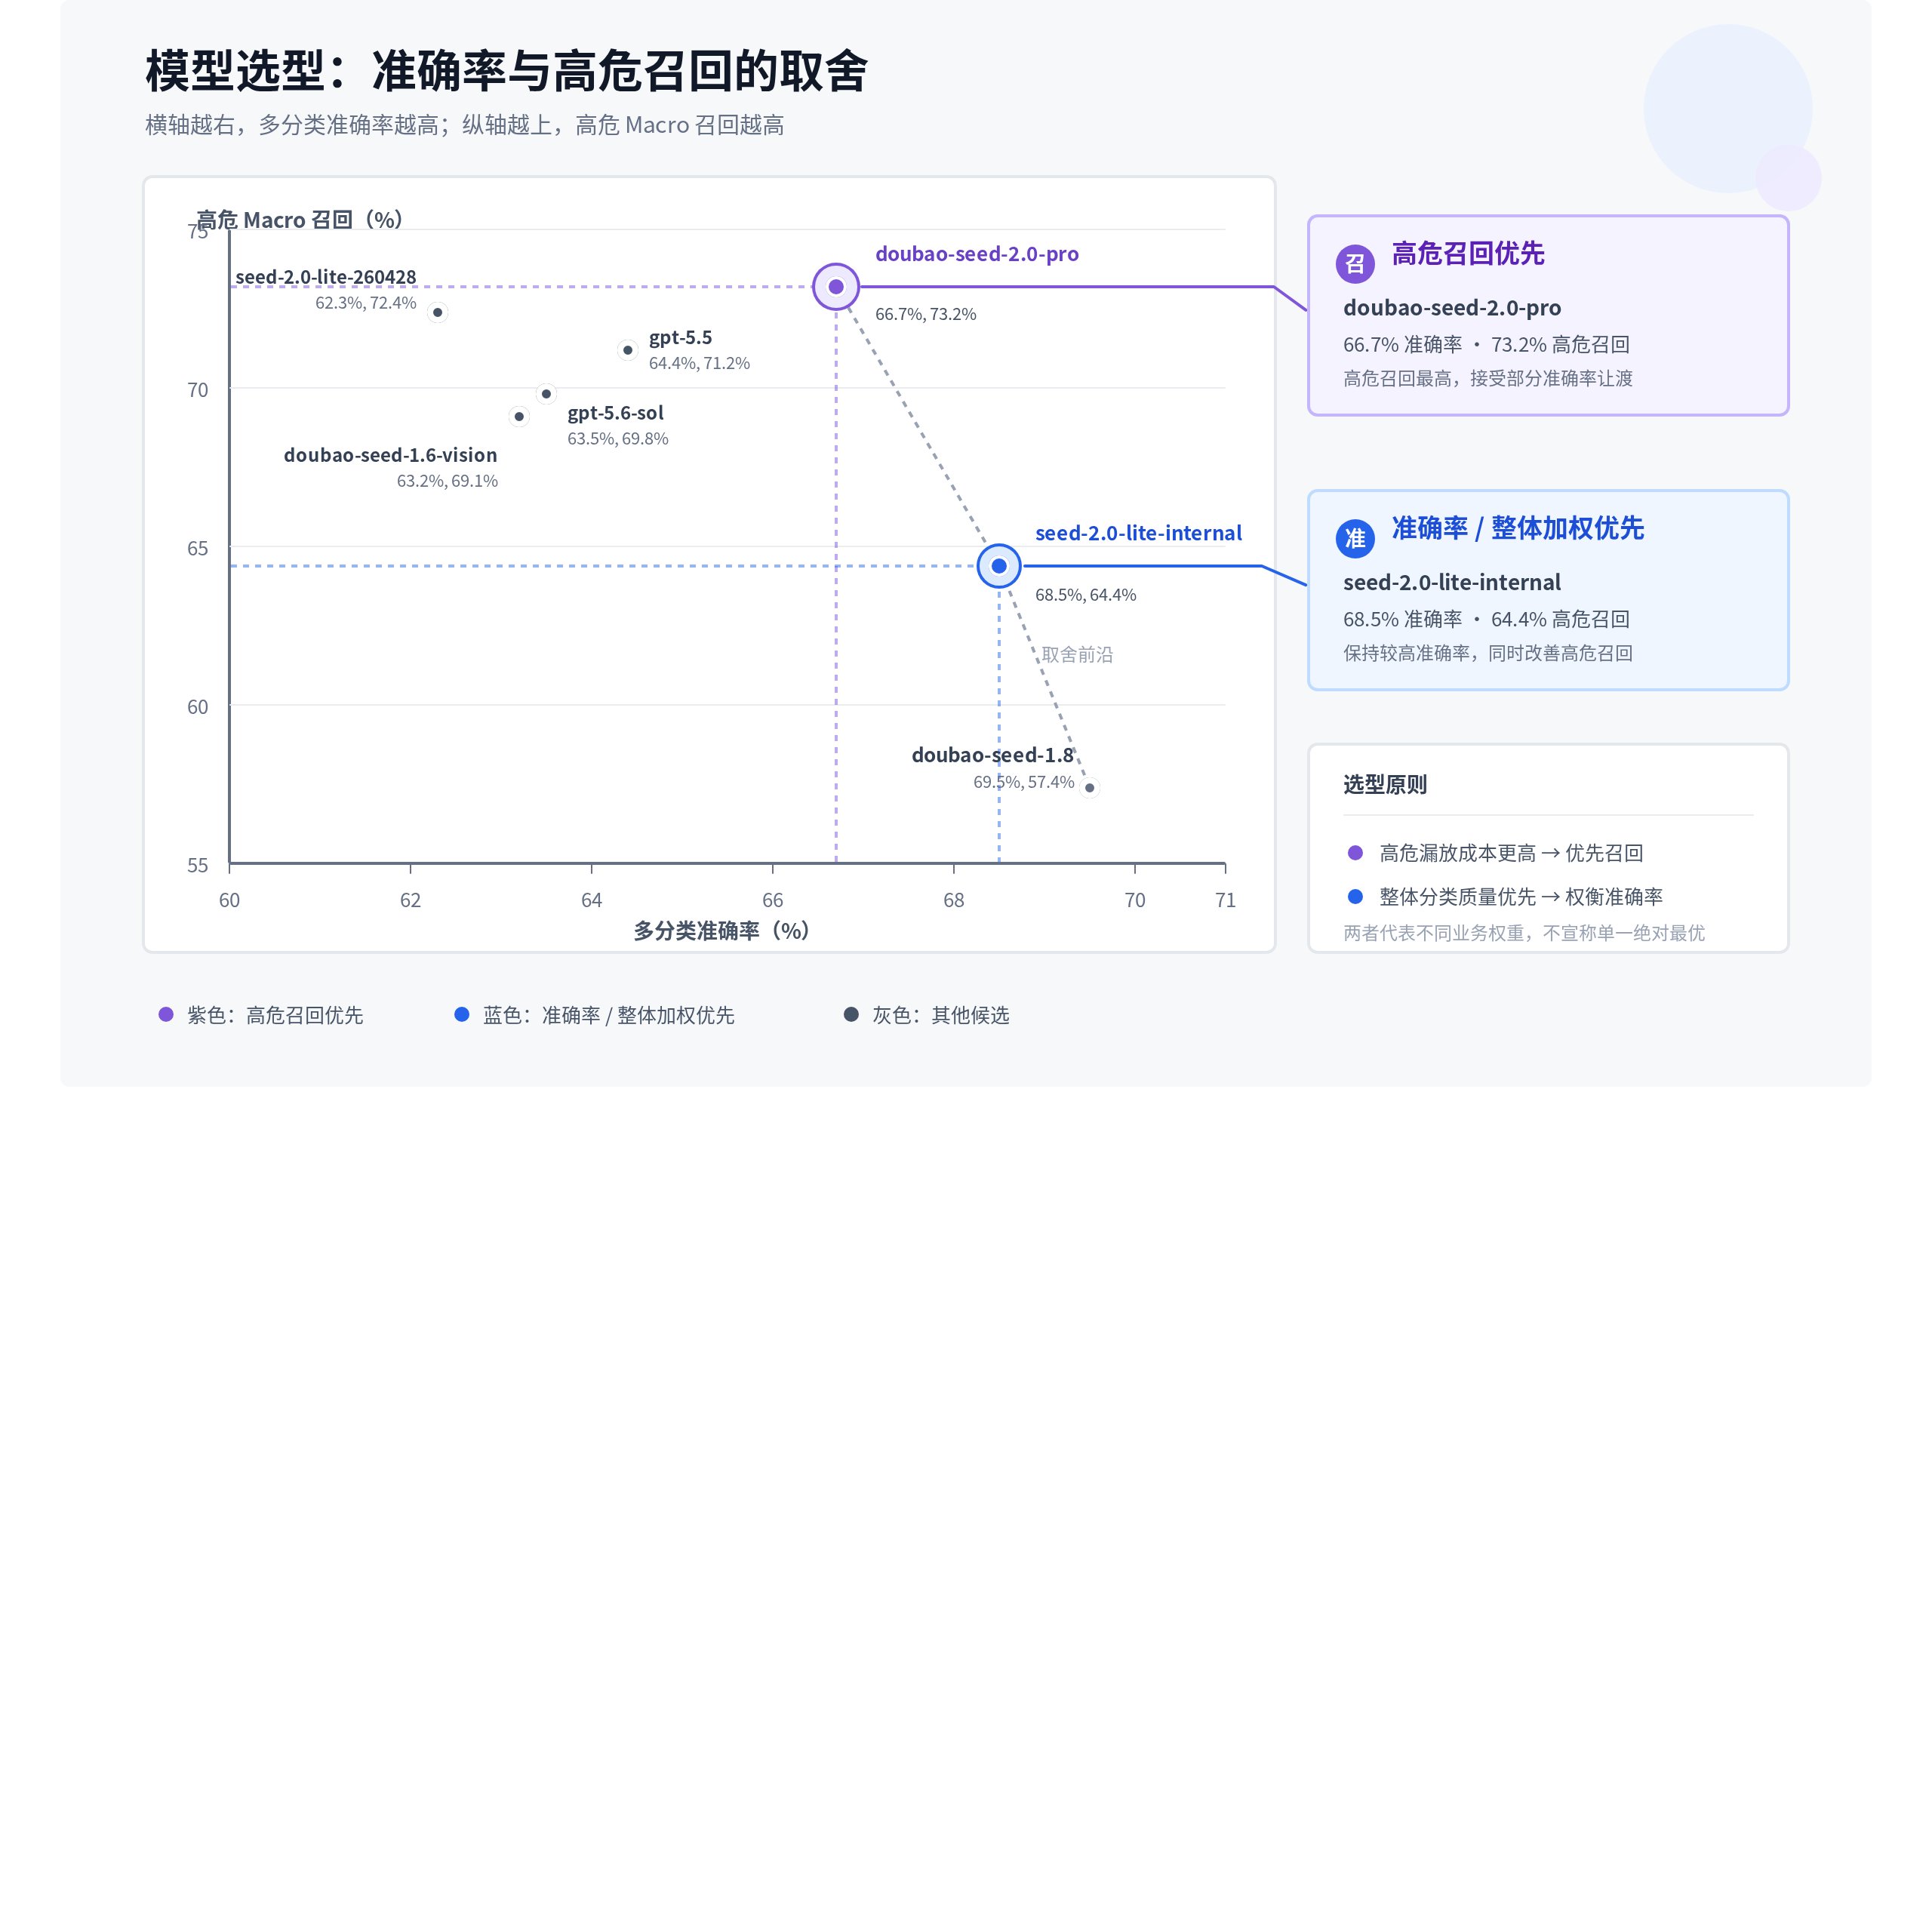 模型选型：准确率与高危召回的取舍
横轴越右，多分类准确率越高；纵轴越上，高危 Macro 召回越高
高危 Macro 召回（%）
75
70
65
60
55
seed-2.0-lite-260428
62.3%, 72.4%
doubao-seed-2.0-pro
66.7%, 73.2%
gpt-5.5
64.4%, 71.2%
gpt-5.6-sol
63.5%, 69.8%
doubao-seed-1.6-vision
63.2%, 69.1%
seed-2.0-lite-internal
68.5%, 64.4%
取舍前沿
doubao-seed-1.8
69.5%, 57.4%
60
62
64
66
68
70
71
多分类准确率（%）
召
高危召回优先
doubao-seed-2.0-pro
66.7% 准确率 · 73.2% 高危召回
高危召回最高，接受部分准确率让渡
准
准确率 / 整体加权优先
seed-2.0-lite-internal
68.5% 准确率 · 64.4% 高危召回
保持较高准确率，同时改善高危召回
选型原则
高危漏放成本更高 → 优先召回
整体分类质量优先 → 权衡准确率
两者代表不同业务权重，不宣称单一绝对最优
紫色：高危召回优先
蓝色：准确率 / 整体加权优先
灰色：其他候选